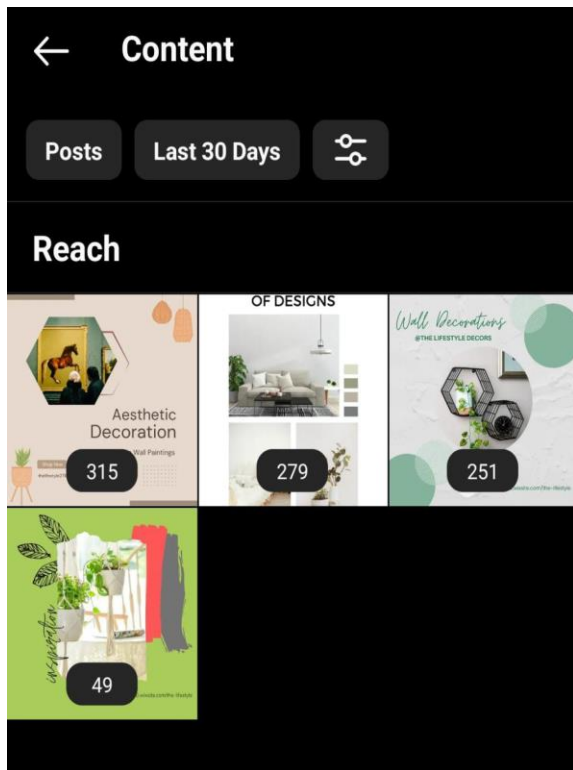 Content
Posts
Last 30 Days
Reach
Aesthetic
Decoration
Wall Paintings
315
OF DESIGNS
279
Wall Decorations
@THE LIFESTYLE DECORS
251
inspiration
49